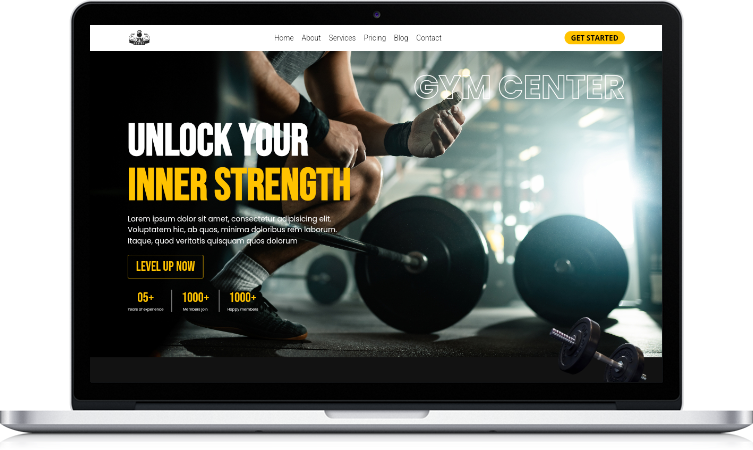 Home About Services Pricing Blog Contact
GET STARTED
GYM CENTER
UNLOCK YOUR
INNER STRENGTH
Lorem ipsum dolor sit amet, consectetur adipisicing elit.
Voluptatem hic, ab quos, minima doloribus rem laborum.
Itaque, quod veritatis quisquam quos dolorum
LEVEL UP NOW
05+ 1000+ 1000+
Years of experience Members join Happy members